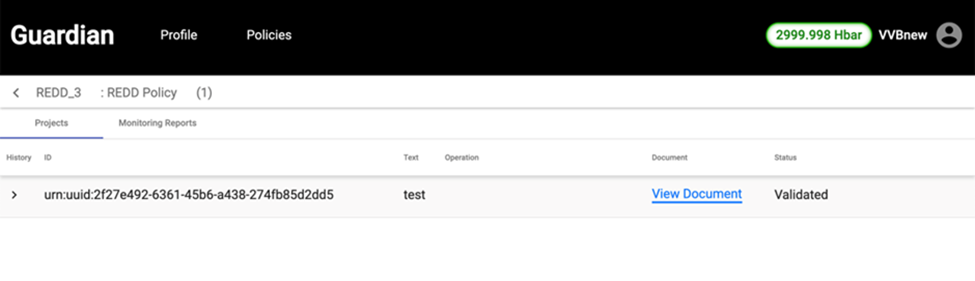 Guardian Profile Policies 2999.998 Hbar VVBnew
REDD_3 : REDD Policy (1)
Projects Monitoring Reports
History ID Text Operation Document Status
urn:uuid:2f27e492-6361-45b6-a438-274fb85d2dd5 test View Document Validated